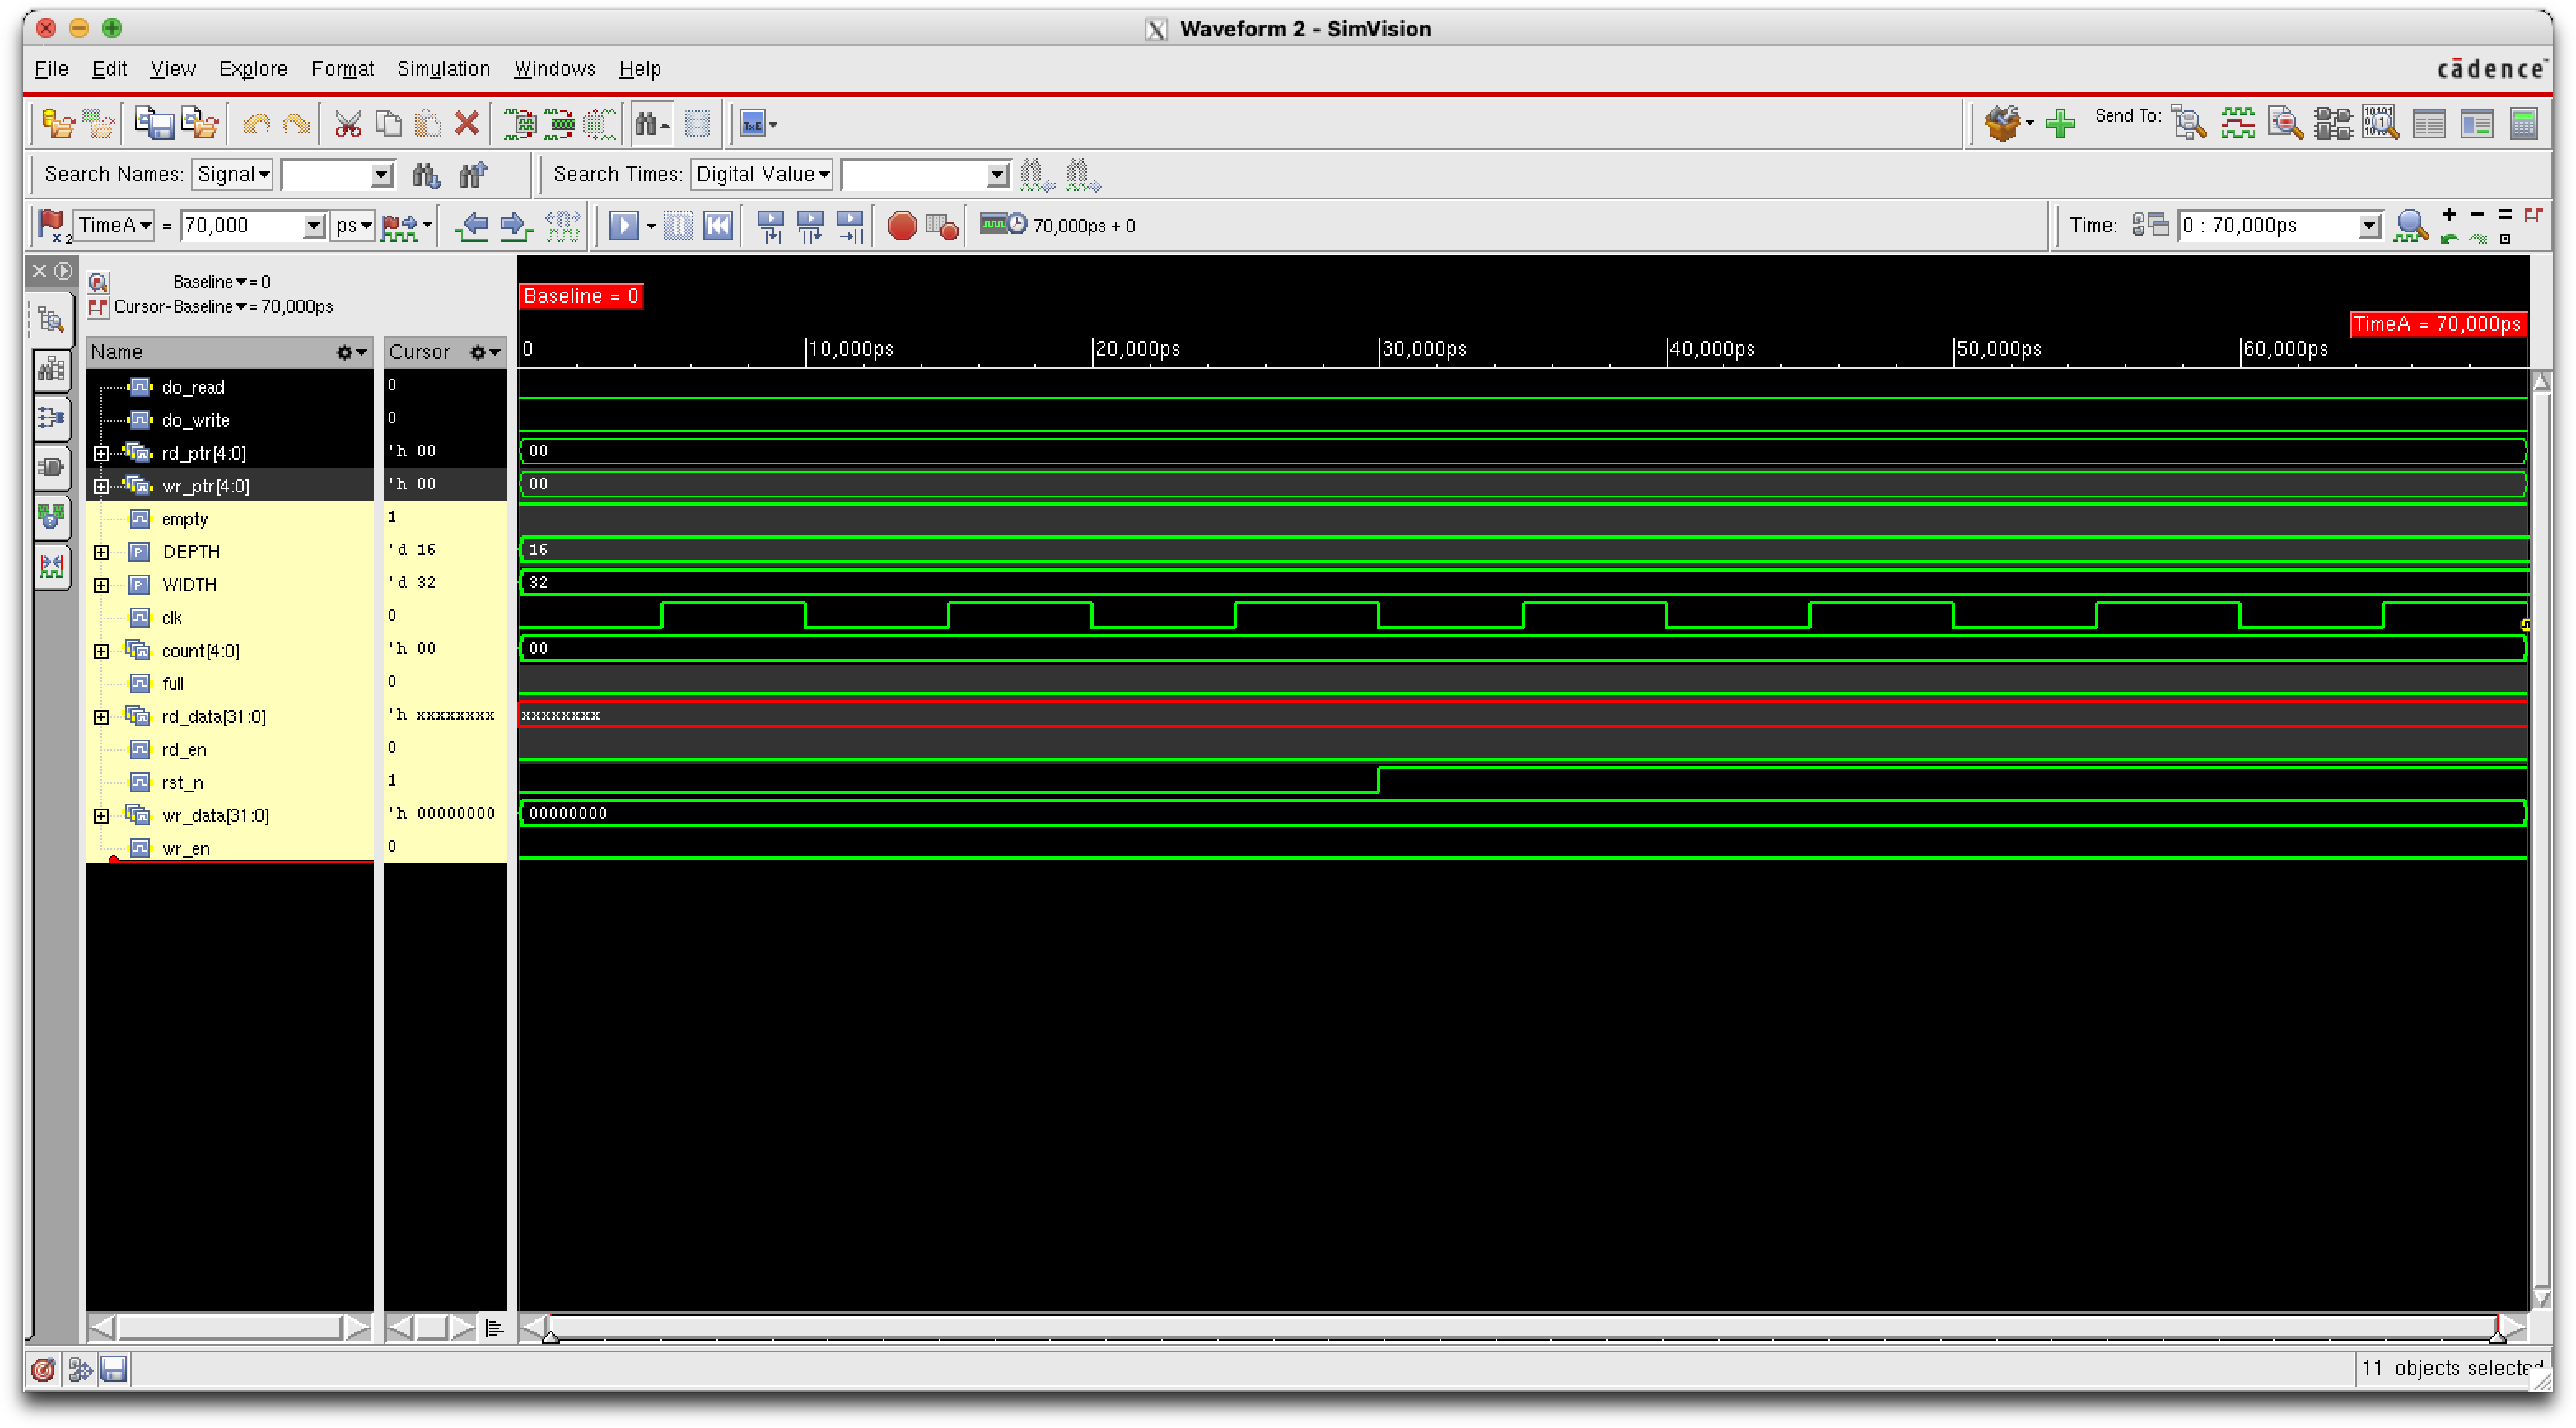 Waveform 2 - SimVision
File Edit View Explore Format Simulation Windows Help
cādence™
TxE
Send To:
Search Names: Signal
Search Times: Digital Value
x2 TimeA = 70,000 ps
70,000ps + 0
Time: 0 : 70,000ps
Baseline = 0
Cursor-Baseline = 70,000ps
Baseline = 0
TimeA = 70,000ps
Name Cursor 0 10,000ps 20,000ps 30,000ps 40,000ps 50,000ps 60,000ps
do_read 0
do_write 0
rd_ptr[4:0] 'h 00 00
wr_ptr[4:0] 'h 00 00
empty 1
DEPTH 'd 16 16
WIDTH 'd 32 32
clk 0
count[4:0] 'h 00 00
full 0
rd_data[31:0] 'h xxxxxxxx xxxxxxxx
rd_en 0
rst_n 1
wr_data[31:0] 'h 00000000 00000000
wr_en 0
11 objects selected